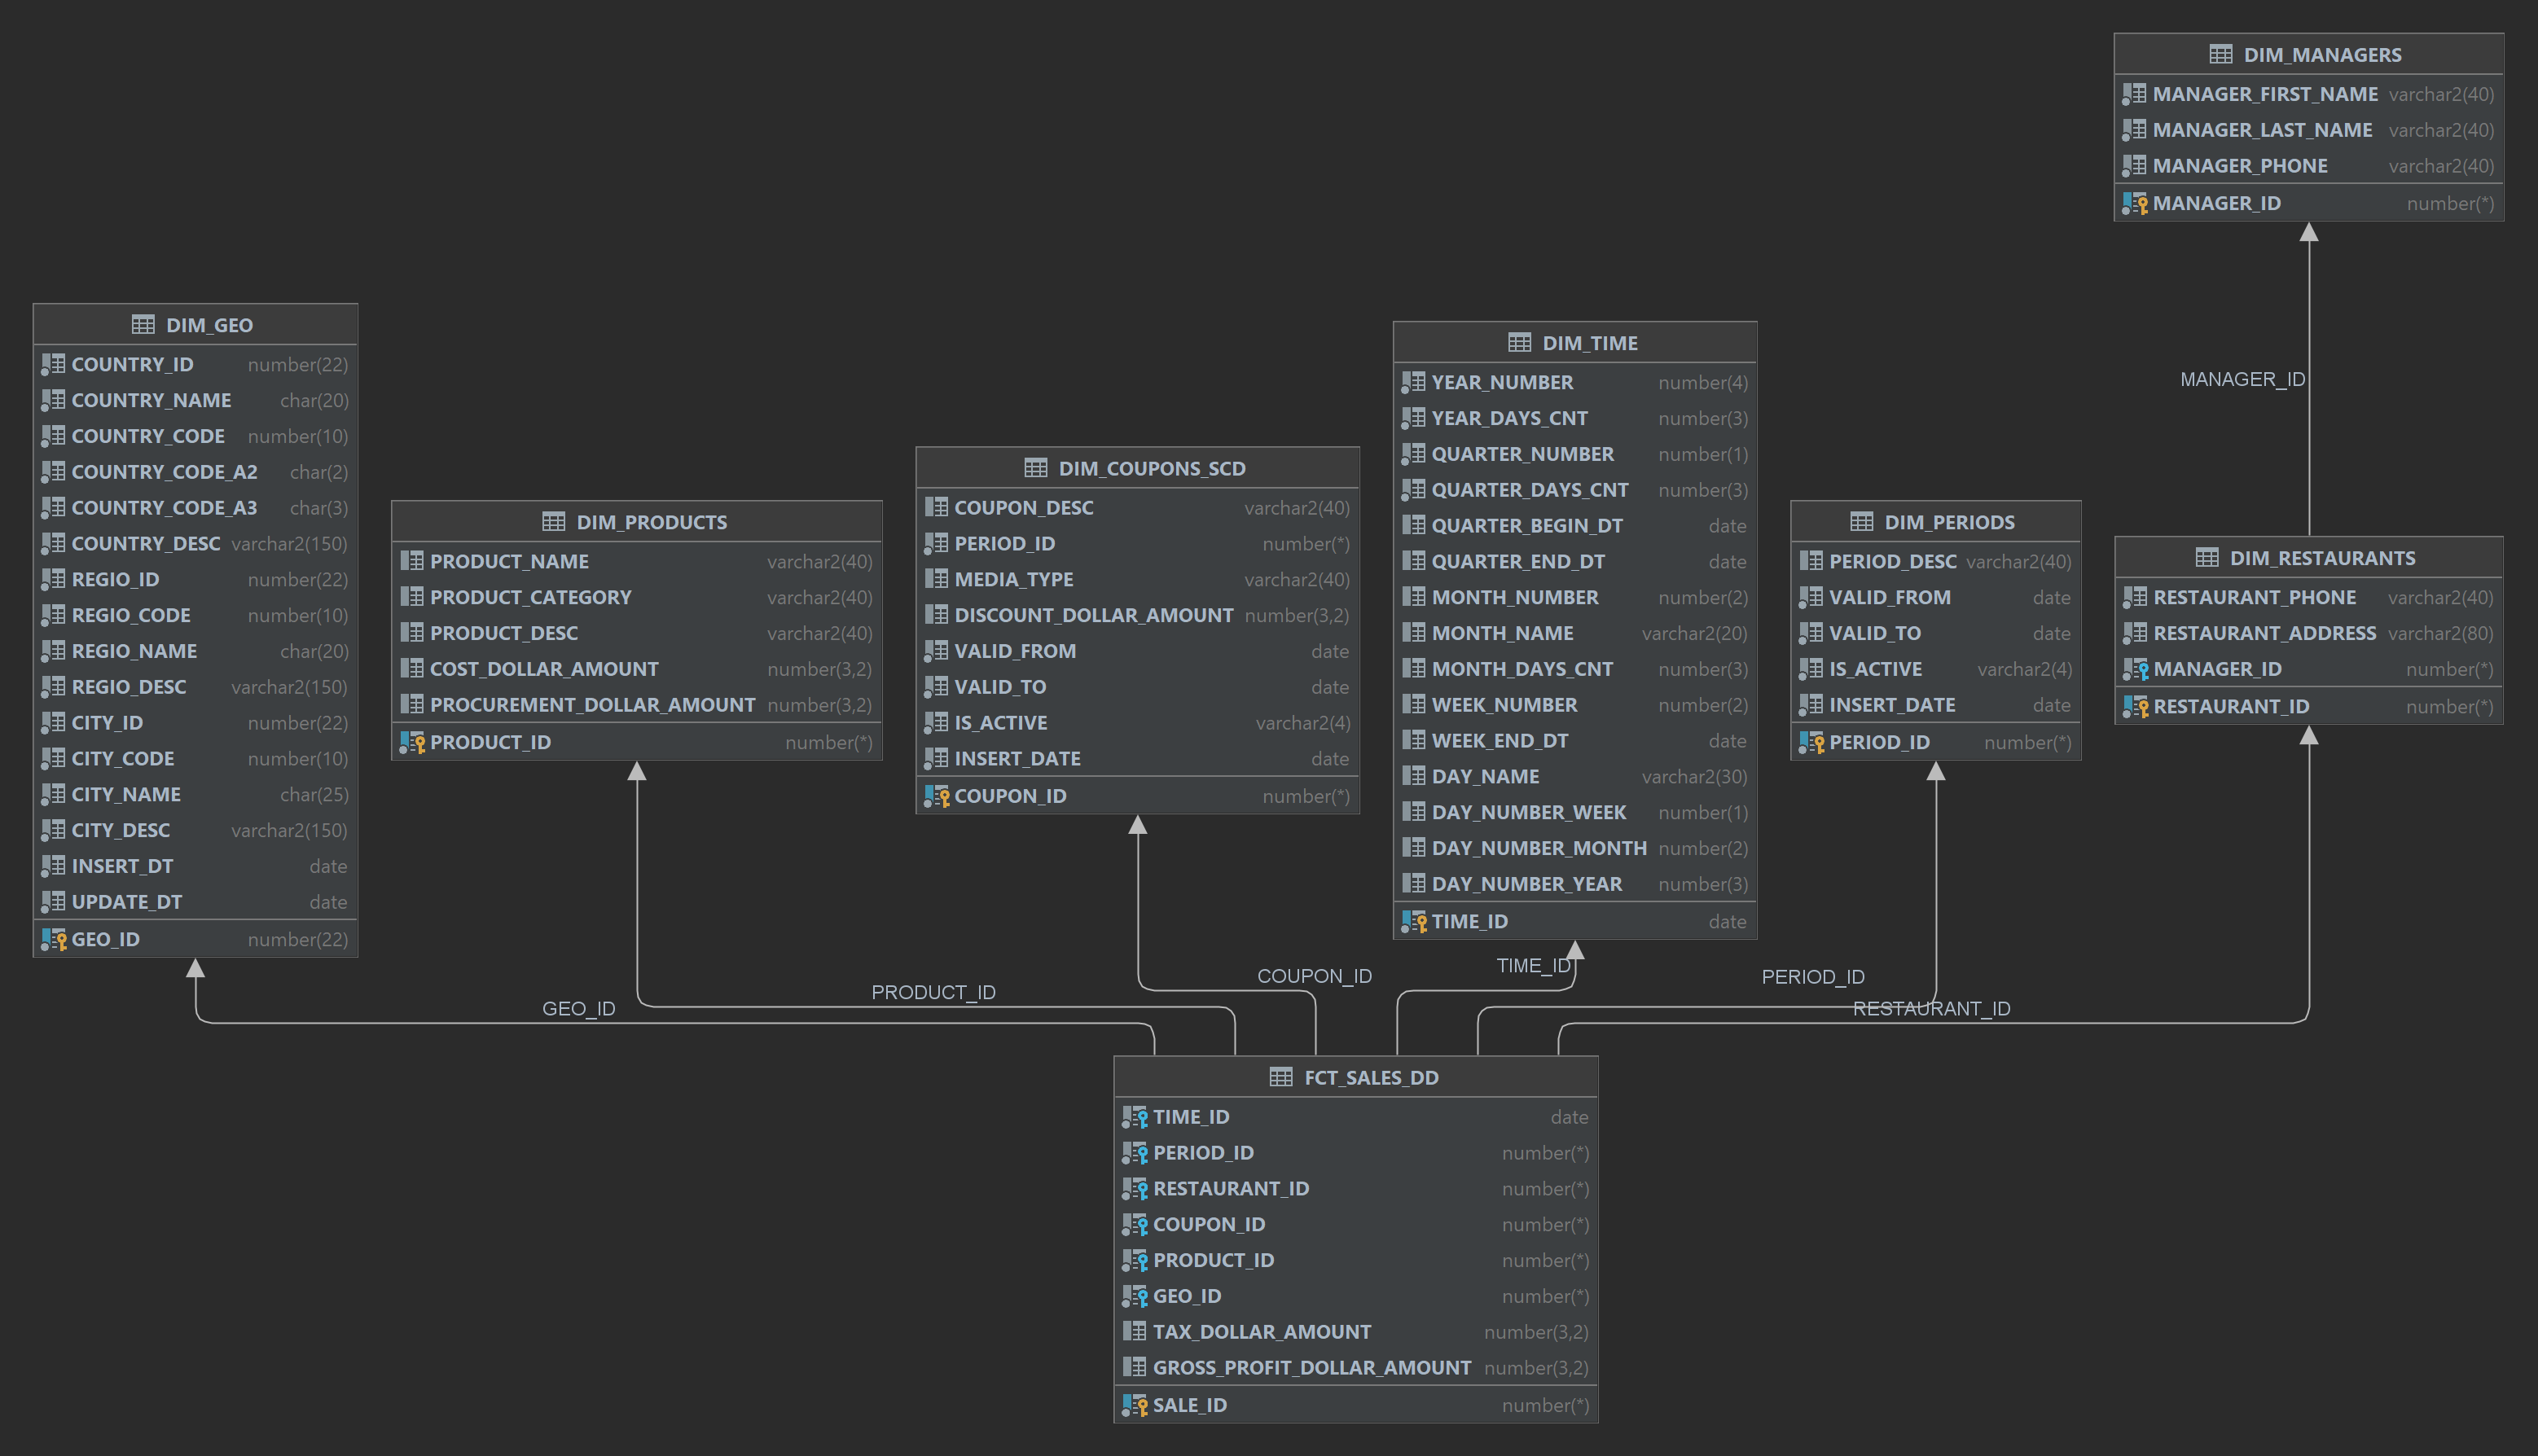 DIM_MANAGERS
MANAGER_FIRST_NAME varchar2(40)
MANAGER_LAST_NAME varchar2(40)
MANAGER_PHONE varchar2(40)
MANAGER_ID number(*)
MANAGER_ID
DIM_GEO
COUNTRY_ID number(22)
COUNTRY_NAME char(20)
COUNTRY_CODE number(10)
COUNTRY_CODE_A2 char(2)
COUNTRY_CODE_A3 char(3)
COUNTRY_DESC varchar2(150)
REGIO_ID number(22)
REGIO_CODE number(10)
REGIO_NAME char(20)
REGIO_DESC varchar2(150)
CITY_ID number(22)
CITY_CODE number(10)
CITY_NAME char(25)
CITY_DESC varchar2(150)
INSERT_DT date
UPDATE_DT date
GEO_ID number(22)
DIM_PRODUCTS
PRODUCT_NAME varchar2(40)
PRODUCT_CATEGORY varchar2(40)
PRODUCT_DESC varchar2(40)
COST_DOLLAR_AMOUNT number(3,2)
PROCUREMENT_DOLLAR_AMOUNT number(3,2)
PRODUCT_ID number(*)
DIM_COUPONS_SCD
COUPON_DESC varchar2(40)
PERIOD_ID number(*)
MEDIA_TYPE varchar2(40)
DISCOUNT_DOLLAR_AMOUNT number(3,2)
VALID_FROM date
VALID_TO date
IS_ACTIVE varchar2(4)
INSERT_DATE date
COUPON_ID number(*)
DIM_TIME
YEAR_NUMBER number(4)
YEAR_DAYS_CNT number(3)
QUARTER_NUMBER number(1)
QUARTER_DAYS_CNT number(3)
QUARTER_BEGIN_DT date
QUARTER_END_DT date
MONTH_NUMBER number(2)
MONTH_NAME varchar2(20)
MONTH_DAYS_CNT number(3)
WEEK_NUMBER number(2)
WEEK_END_DT date
DAY_NAME varchar2(30)
DAY_NUMBER_WEEK number(1)
DAY_NUMBER_MONTH number(2)
DAY_NUMBER_YEAR number(3)
TIME_ID date
DIM_PERIODS
PERIOD_DESC varchar2(40)
VALID_FROM date
VALID_TO date
IS_ACTIVE varchar2(4)
INSERT_DATE date
PERIOD_ID number(*)
DIM_RESTAURANTS
RESTAURANT_PHONE varchar2(40)
RESTAURANT_ADDRESS varchar2(80)
MANAGER_ID number(*)
RESTAURANT_ID number(*)
GEO_ID
PRODUCT_ID
COUPON_ID
TIME_ID
PERIOD_ID
RESTAURANT_ID
FCT_SALES_DD
TIME_ID date
PERIOD_ID number(*)
RESTAURANT_ID number(*)
COUPON_ID number(*)
PRODUCT_ID number(*)
GEO_ID number(*)
TAX_DOLLAR_AMOUNT number(3,2)
GROSS_PROFIT_DOLLAR_AMOUNT number(3,2)
SALE_ID number(*)